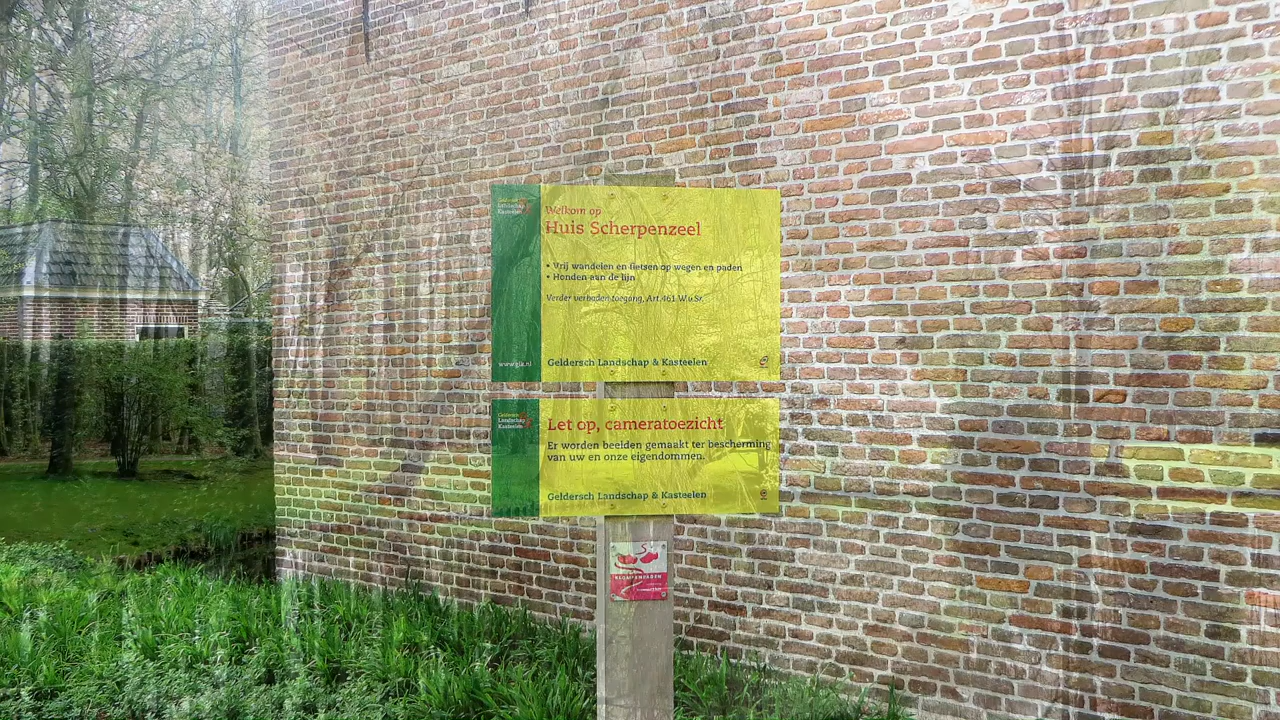 Geldersch
Landschap
Kasteelen
Welkom op
Huis Scherpenzeel
• Vrij wandelen en fietsen op wegen en paden
• Honden aan de lijn
Verder verboden toegang, Art.461 W.v.Sr.
www.glk.nl
Geldersch Landschap & Kasteelen
Geldersch
Landschap
Kasteelen
Let op, cameratoezicht
Er worden beelden gemaakt ter bescherming
van uw en onze eigendommen.
Geldersch Landschap & Kasteelen
KLOMPENPADEN